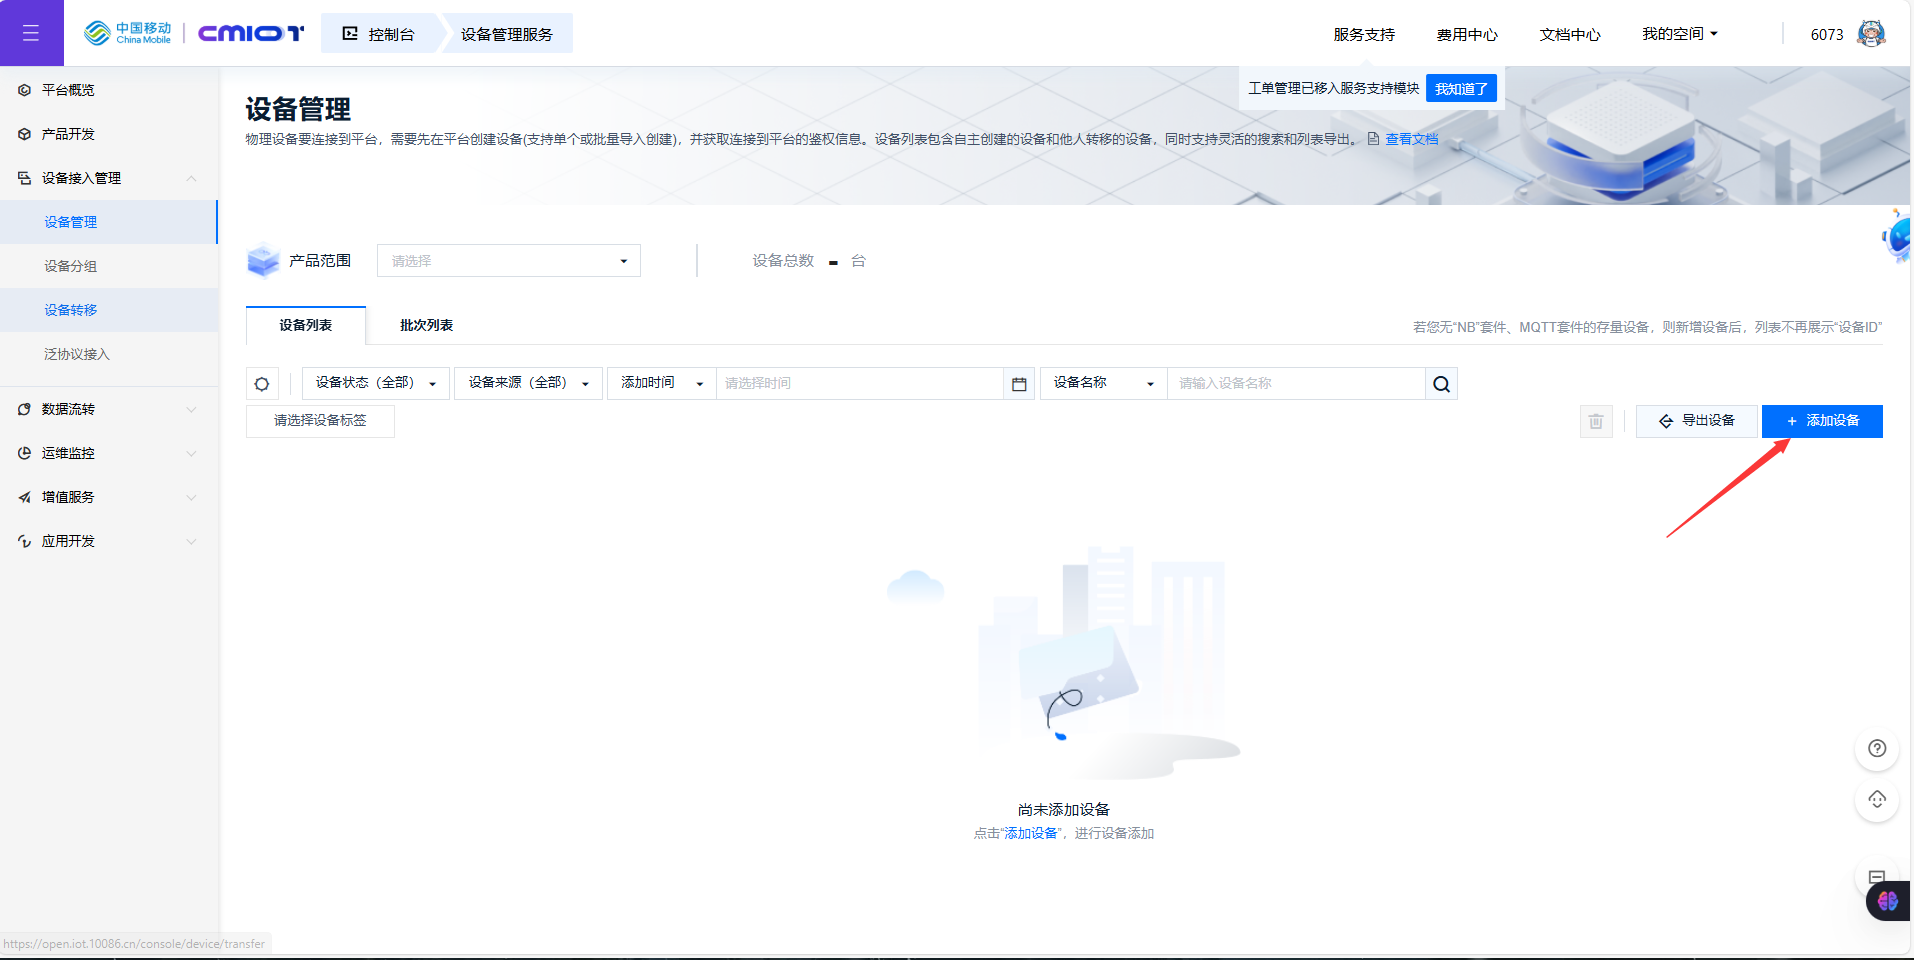 中国移动
China Mobile
CMIOT
控制台
设备管理服务
服务支持
费用中心
文档中心
我的空间
6073
工单管理已移入服务支持模块
我知道了
平台概览
产品开发
设备接入管理
设备管理
设备分组
设备转移
泛协议接入
数据流转
运维监控
增值服务
应用开发
设备管理
物理设备要连接到平台，需要先在平台创建设备(支持单个或批量导入创建)，并获取连接到平台的鉴权信息。设备列表包含自主创建的设备和他人转移的设备，同时支持灵活的搜索和列表导出。 查看文档
产品范围
请选择
设备总数 - 台
设备列表
批次列表
若您无“NB”套件、MQTT套件的存量设备，则新增设备后，列表不再展示“设备ID”
设备状态（全部）
设备来源（全部）
添加时间
请选择时间
设备名称
请输入设备名称
请选择设备标签
导出设备
+ 添加设备
尚未添加设备
点击“添加设备”，进行设备添加
https://open.iot.10086.cn/console/device/transfer